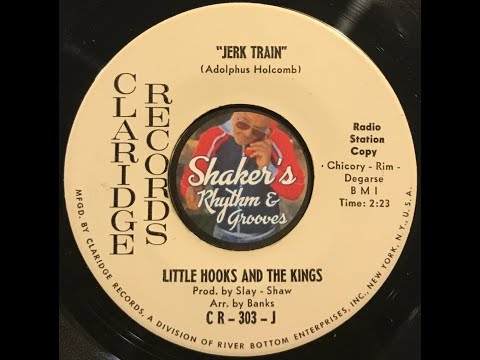 "JERK TRAIN"
(Adolphus Holcomb)
CLARIDGE
RECORDS
Radio
Station
Copy
Chicory - Rim -
Degarse
B M I
Time: 2:23
Shaker's
Rhythm &
Grooves
LITTLE HOOKS AND THE KINGS
Prod. by Slay - Shaw
Arr. by Banks
C R - 303 - J
MFGD. BY CLARIDGE RECORDS, A DIVISION OF RIVER BOTTOM ENTERPRISES, INC., NEW YORK, N.Y., U.S.A.